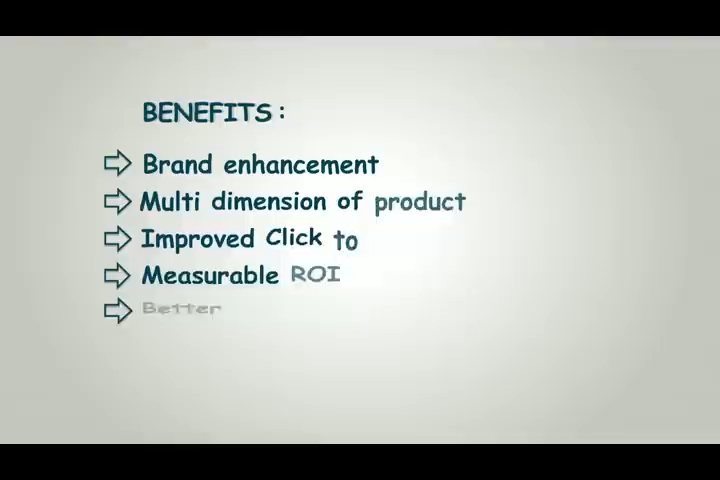 BENEFITS :
Brand enhancement
Multi dimension of product
Improved Click to
Measurable ROI
Better